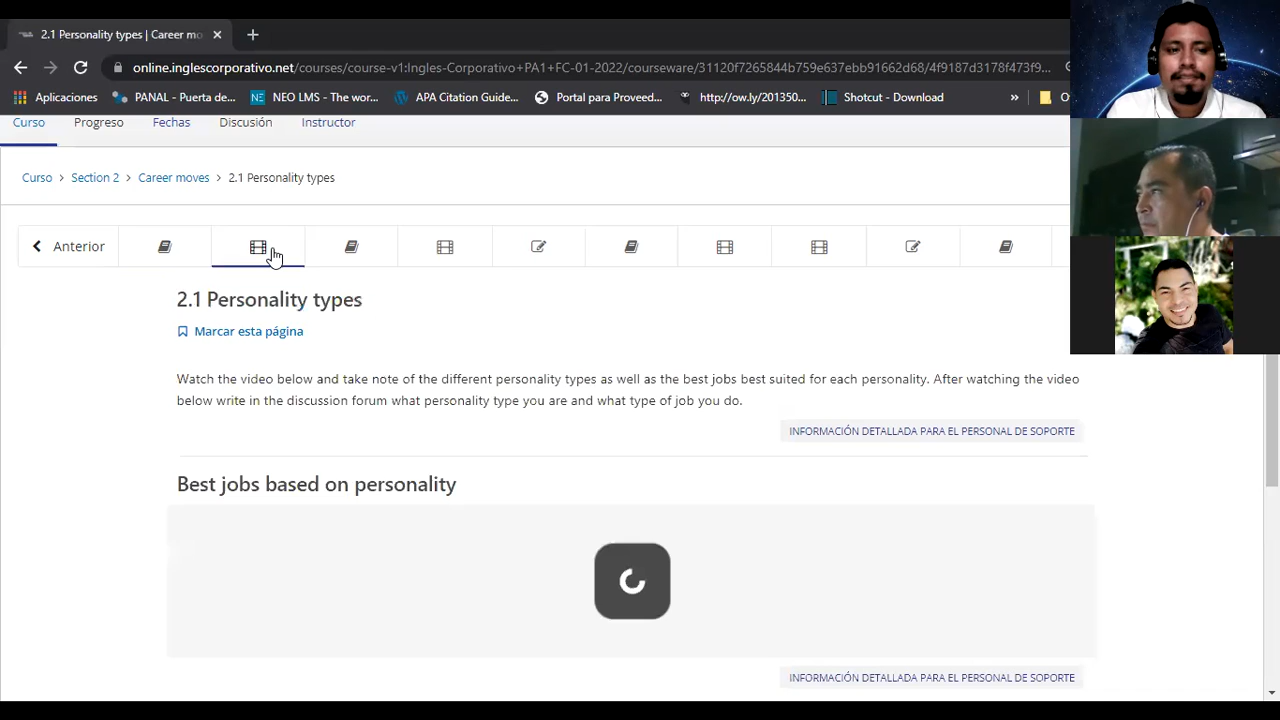 2.1 Personality types | Career mo
online.inglescorporativo.net/courses/course-v1:Ingles-Corp PA1+FC-01-2022/courseware/31120f7265844b759e637ebb91662d68/4f9187d3178f473f9...
Aplicaciones PANAL - Puerta de... NEO LMS - The wor... APA Citation Guide... Portal para Proveed... http://ow.ly/201350... Shotcut - Download »
Curso Progreso Fechas Discusión Instructor
Curso > Section 2 > Career moves > 2.1 Personality types
Anterior
2.1 Personality types
Marcar esta página
Watch the video below and take note of the different personality types as well as the best jobs best suited for each personality. After watching the video
below write in the discussion forum what personality type you are and what type of job you do.
INFORMACIÓN DETALLADA PARA EL PERSONAL DE SOPORTE
Best jobs based on personality
INFORMACIÓN DETALLADA PARA EL PERSONAL DE SOPORTE